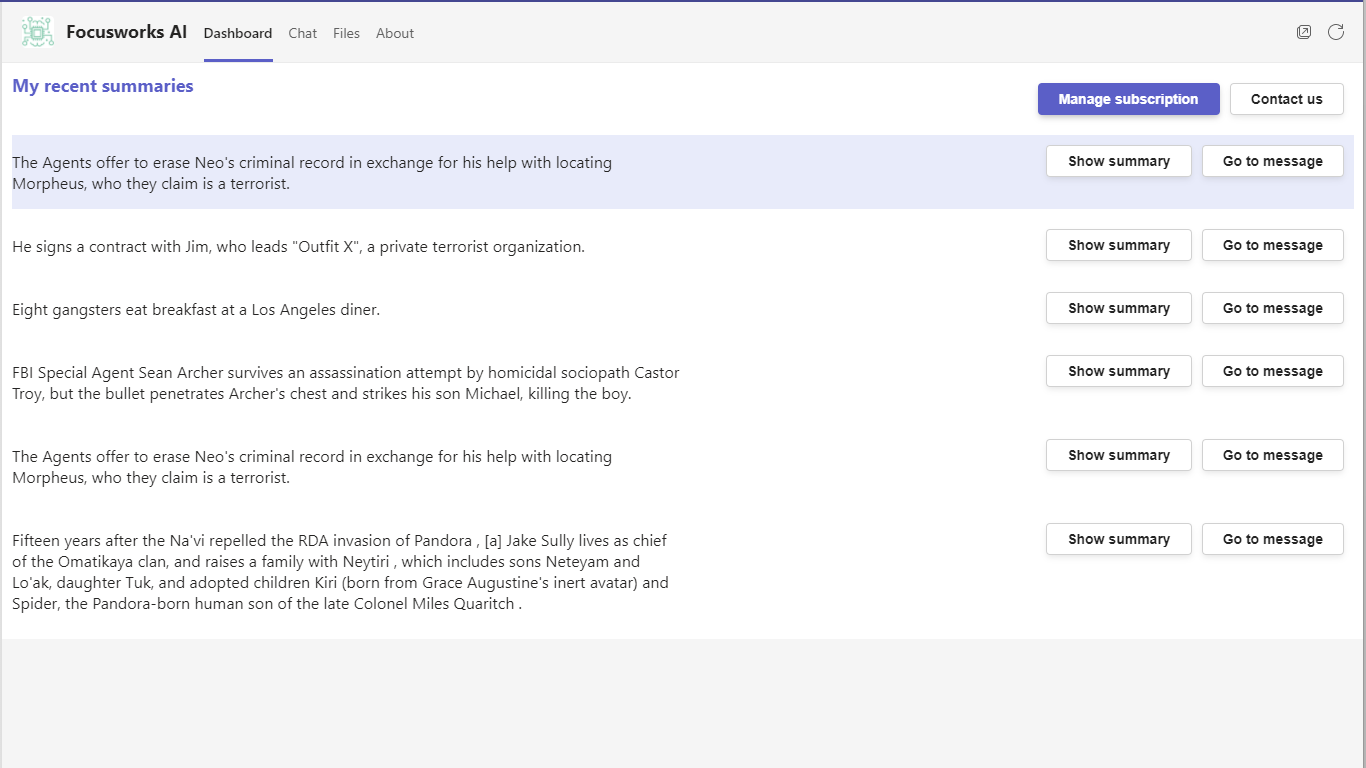 Focusworks AI Dashboard Chat Files About
My recent summaries
Manage subscription Contact us
The Agents offer to erase Neo's criminal record in exchange for his help with locating
Morpheus, who they claim is a terrorist.
Show summary Go to message
He signs a contract with Jim, who leads "Outfit X", a private terrorist organization.
Show summary Go to message
Eight gangsters eat breakfast at a Los Angeles diner.
Show summary Go to message
FBI Special Agent Sean Archer survives an assassination attempt by homicidal sociopath Castor
Troy, but the bullet penetrates Archer's chest and strikes his son Michael, killing the boy.
Show summary Go to message
The Agents offer to erase Neo's criminal record in exchange for his help with locating
Morpheus, who they claim is a terrorist.
Show summary Go to message
Fifteen years after the Na'vi repelled the RDA invasion of Pandora , [a] Jake Sully lives as chief
of the Omatikaya clan, and raises a family with Neytiri , which includes sons Neteyam and
Lo'ak, daughter Tuk, and adopted children Kiri (born from Grace Augustine's inert avatar) and
Spider, the Pandora-born human son of the late Colonel Miles Quaritch .
Show summary Go to message